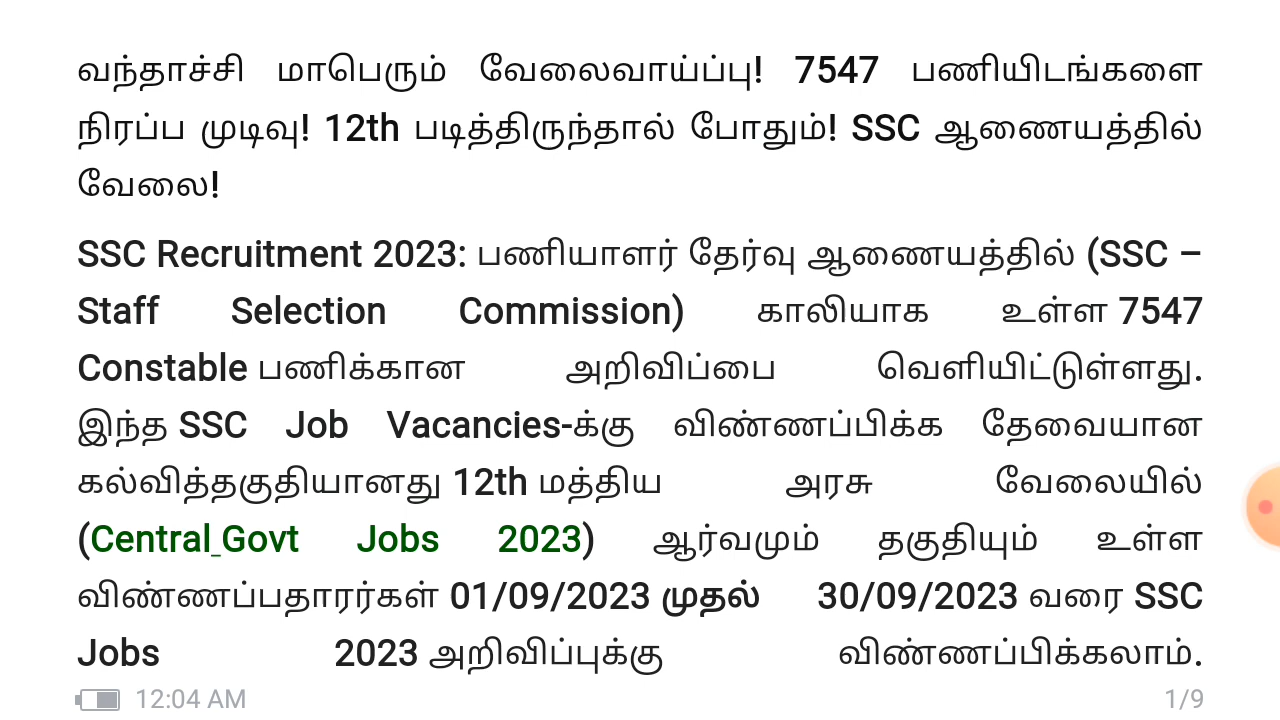 வந்தாச்சி மாபெரும் வேலைவாய்ப்பு! 7547 பணியிடங்களை
நிரப்ப முடிவு! 12th படித்திருந்தால் போதும்! SSC ஆணையத்தில்
வேலை!
SSC Recruitment 2023: பணியாளர் தேர்வு ஆணையத்தில் (SSC –
Staff Selection Commission) காலியாக உள்ள 7547
Constable பணிக்கான அறிவிப்பை வெளியிட்டுள்ளது.
இந்த SSC Job Vacancies-க்கு விண்ணப்பிக்க தேவையான
கல்வித்தகுதியானது 12th மத்திய அரசு வேலையில்
(Central Govt Jobs 2023) ஆர்வமும் தகுதியும் உள்ள
விண்ணப்பதாரர்கள் 01/09/2023 முதல் 30/09/2023 வரை SSC
Jobs 2023 அறிவிப்புக்கு விண்ணப்பிக்கலாம்.
12:04 AM 1/9